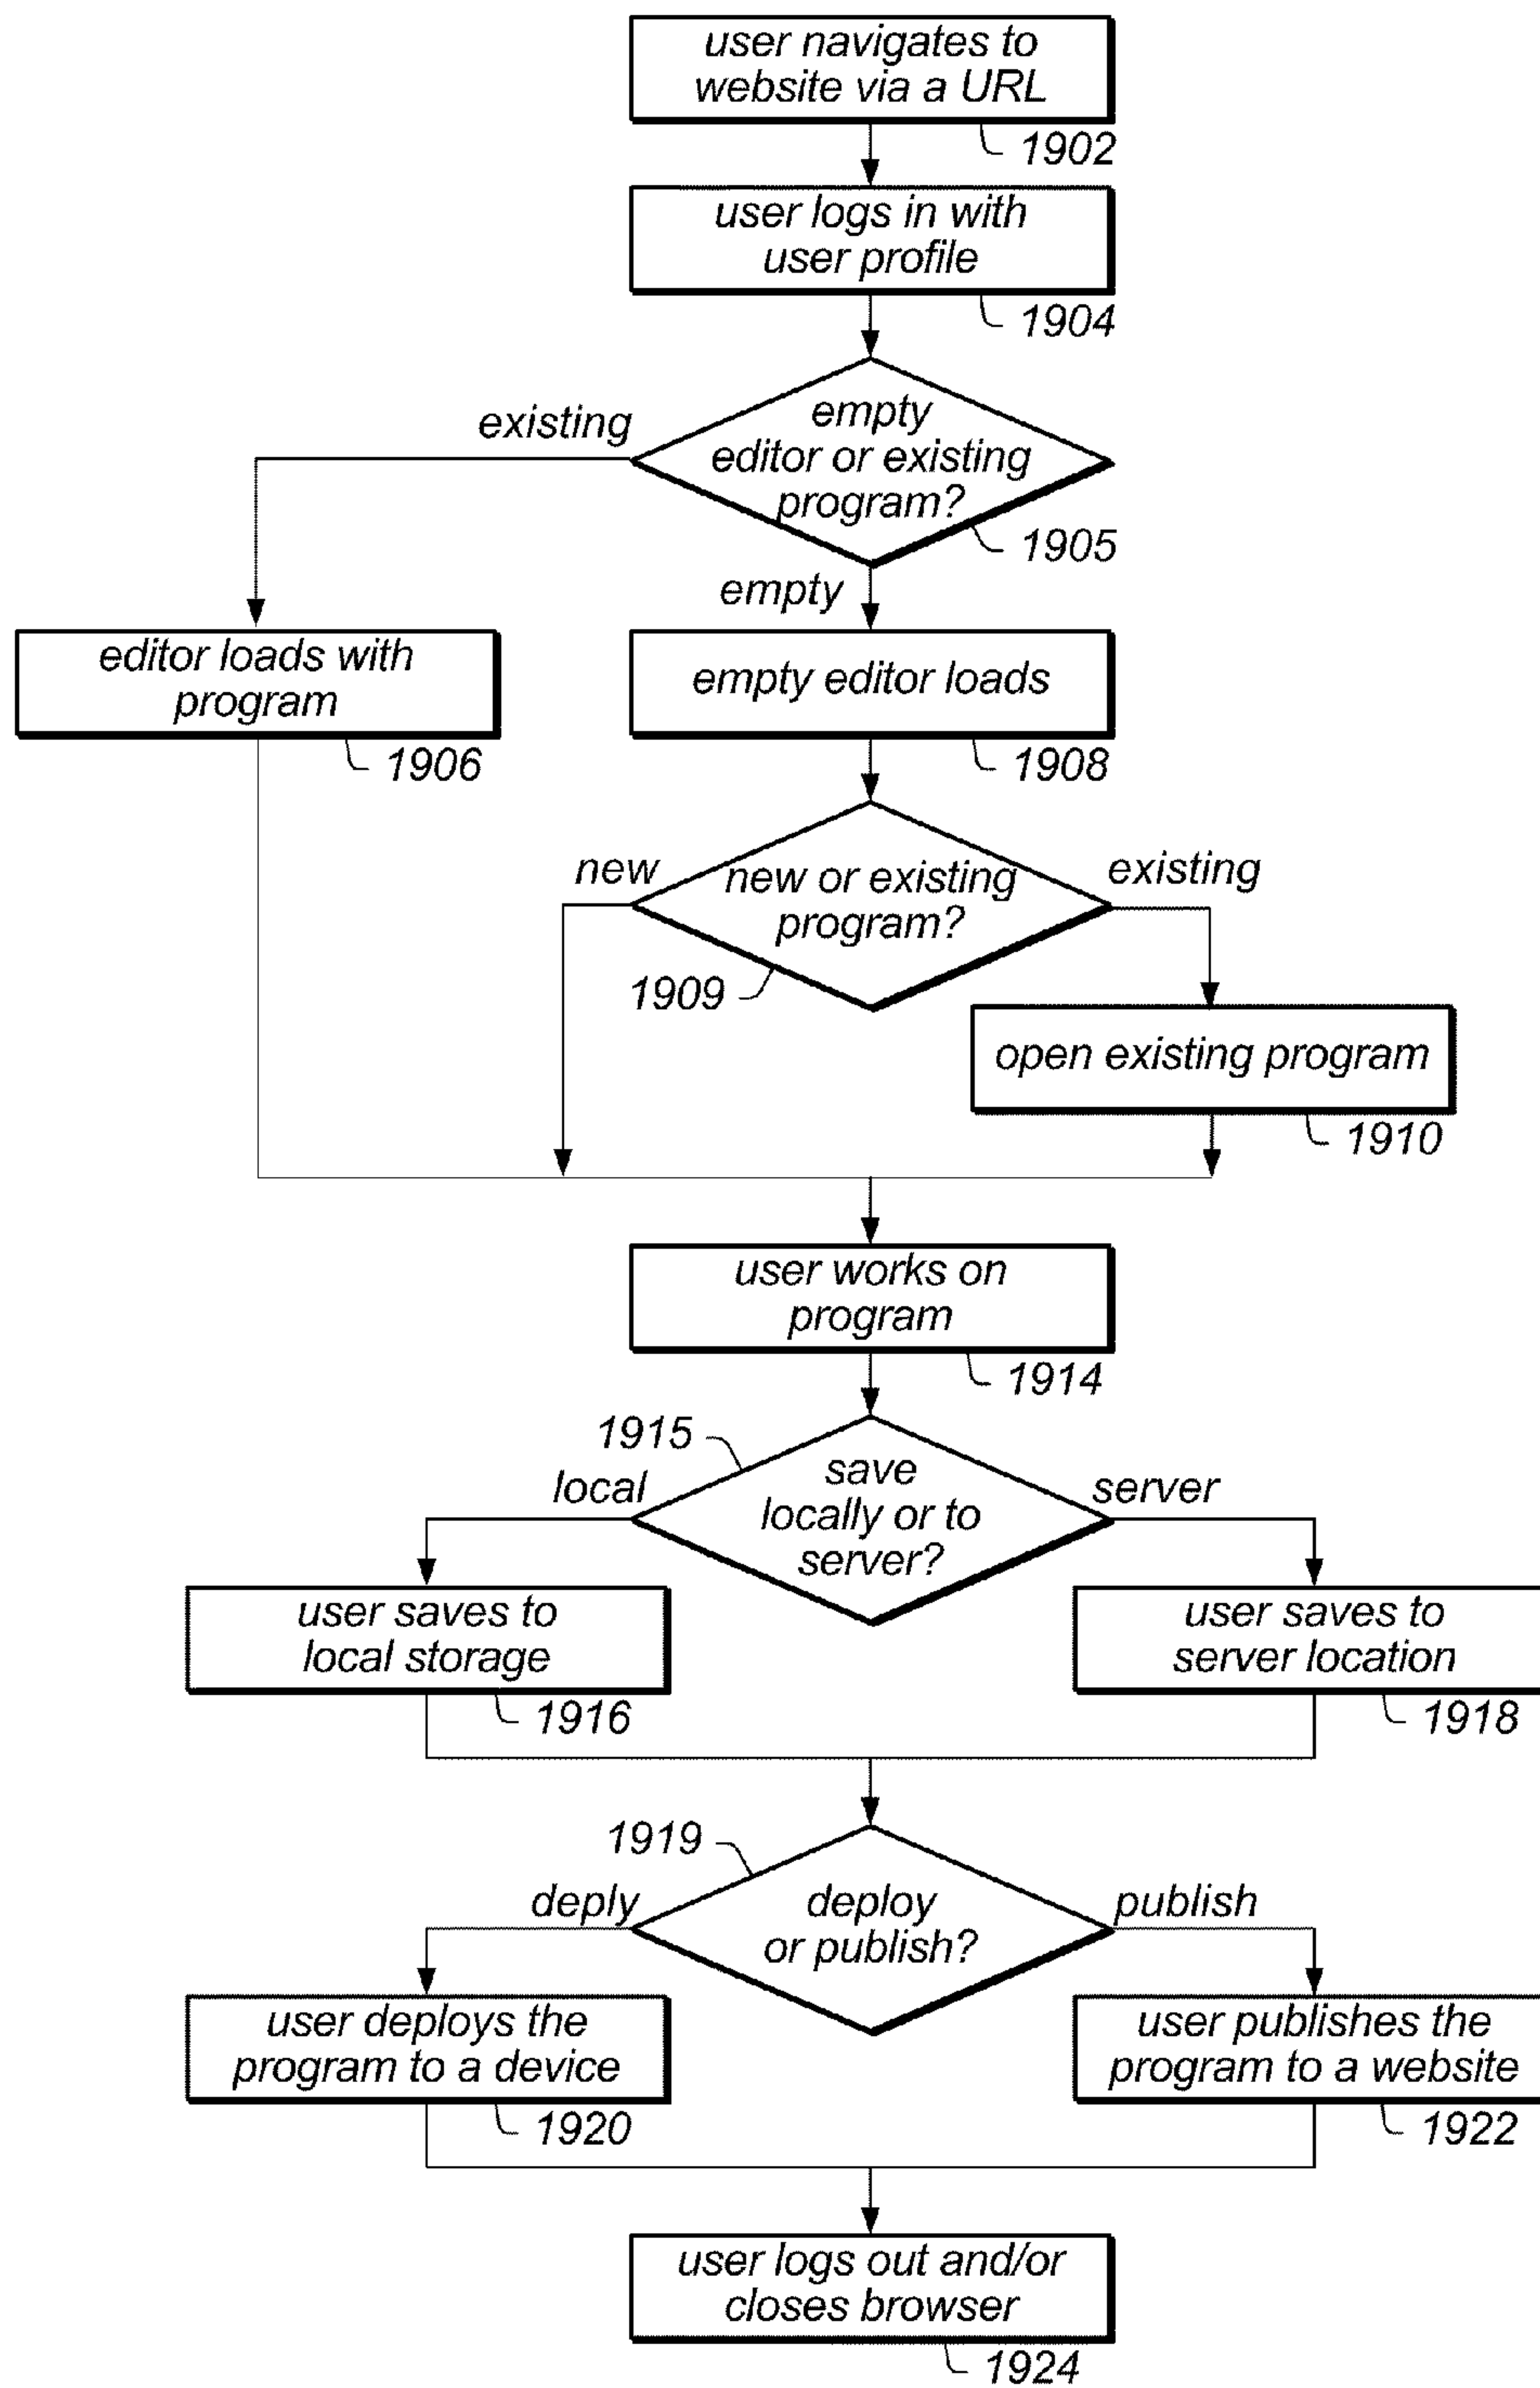 user navigates to
website via a URL
1902
user logs in with
user profile
1904
existing
empty
editor or existing
program?
1905
empty
editor loads with
program
1906
empty editor loads
1908
new
new or existing
program?
existing
1909
open existing program
1910
user works on
program
1914
1915
local
save
locally or to
server?
server
user saves to
local storage
1916
user saves to
server location
1918
1919
deply
deploy
or publish?
publish
user deploys the
program to a device
1920
user publishes the
program to a website
1922
user logs out and/or
closes browser
1924